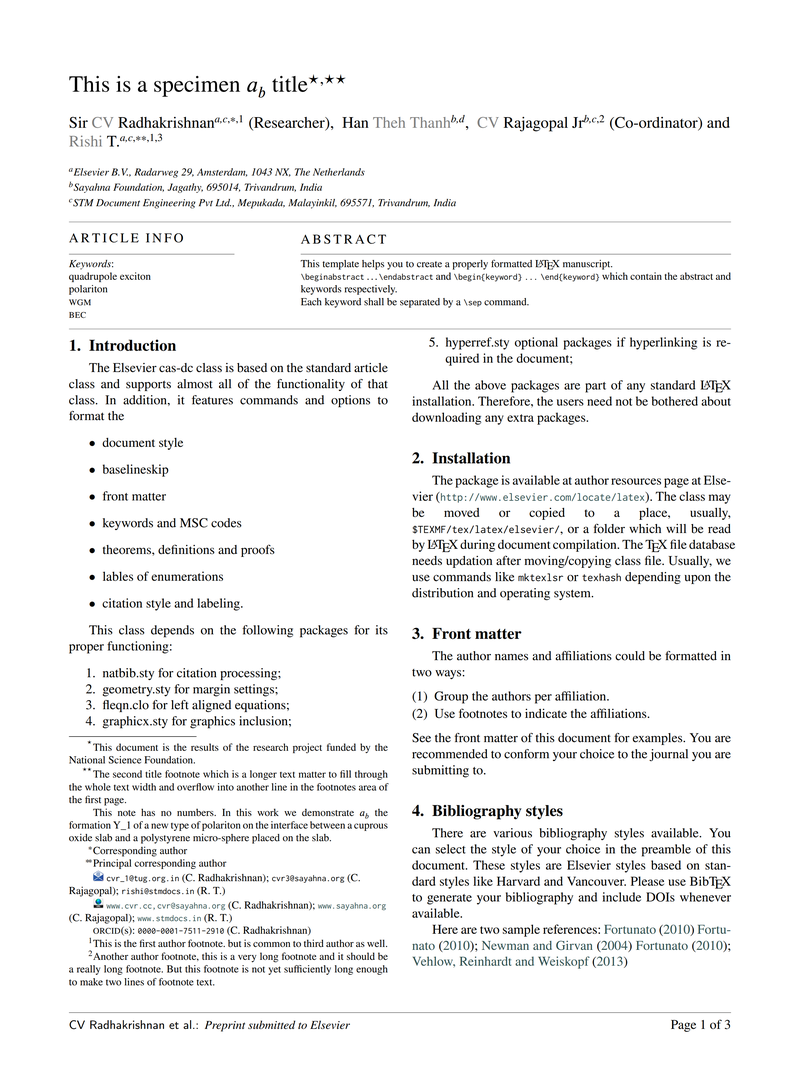 This is a specimen a_b title⋆,⋆⋆
Sir CV Radhakrishnan^a,c,∗,1 (Researcher), Han Theh Thanh^b,d, CV Rajagopal Jr^b,c,2 (Co-ordinator) and
Rishi T.^a,c,∗∗,1,3
^a Elsevier B.V., Radarweg 29, Amsterdam, 1043 NX, The Netherlands
^b Sayahna Foundation, Jagathy, 695014, Trivandrum, India
^c STM Document Engineering Pvt Ltd., Mepukada, Malayinkil, 695571, Trivandrum, India
ARTICLE INFO
Keywords:
quadrupole exciton
polariton
WGM
BEC
ABSTRACT
This template helps you to create a properly formatted LATEX manuscript.
\beginabstract ... \endabstract and \begin{keyword} ... \end{keyword} which contain the abstract and
keywords respectively.
Each keyword shall be separated by a \sep command.
1. Introduction
The Elsevier cas-dc class is based on the standard article
class and supports almost all of the functionality of that
class. In addition, it features commands and options to
format the
• document style
• baselineskip
• front matter
• keywords and MSC codes
• theorems, definitions and proofs
• lables of enumerations
• citation style and labeling.
This class depends on the following packages for its
proper functioning:
1. natbib.sty for citation processing;
2. geometry.sty for margin settings;
3. fleqn.clo for left aligned equations;
4. graphicx.sty for graphics inclusion;
⋆This document is the results of the research project funded by the
National Science Foundation.
⋆⋆The second title footnote which is a longer text matter to fill through
the whole text width and overflow into another line in the footnotes area of
the first page.
This note has no numbers. In this work we demonstrate a_b the
formation Y_1 of a new type of polariton on the interface between a cuprous
oxide slab and a polystyrene micro-sphere placed on the slab.
∗Corresponding author
∗∗Principal corresponding author
cvr_1@tug.org.in (C. Radhakrishnan); cvr3@sayahna.org (C.
Rajagopal); rishi@stmdocs.in (R. T.)
www.cvr.cc,cvr@sayahna.org (C. Radhakrishnan); www.sayahna.org
(C. Rajagopal); www.stmdocs.in (R. T.)
ORCID(s): 0000-0001-7511-2910 (C. Radhakrishnan)
1This is the first author footnote. but is common to third author as well.
2Another author footnote, this is a very long footnote and it should be
a really long footnote. But this footnote is not yet sufficiently long enough
to make two lines of footnote text.
5. hyperref.sty optional packages if hyperlinking is re-
quired in the document;
All the above packages are part of any standard LATEX
installation. Therefore, the users need not be bothered about
downloading any extra packages.
2. Installation
The package is available at author resources page at Else-
vier (http://www.elsevier.com/locate/latex). The class may
be moved or copied to a place, usually,
$TEXMF/tex/latex/elsevier/, or a folder which will be read
by LATEX during document compilation. The TEX file database
needs updation after moving/copying class file. Usually, we
use commands like mktexlsr or texhash depending upon the
distribution and operating system.
3. Front matter
The author names and affiliations could be formatted in
two ways:
(1) Group the authors per affiliation.
(2) Use footnotes to indicate the affiliations.
See the front matter of this document for examples. You are
recommended to conform your choice to the journal you are
submitting to.
4. Bibliography styles
There are various bibliography styles available. You
can select the style of your choice in the preamble of this
document. These styles are Elsevier styles based on stan-
dard styles like Harvard and Vancouver. Please use BibTEX
to generate your bibliography and include DOIs whenever
available.
Here are two sample references: Fortunato (2010) Fortu-
nato (2010); Newman and Girvan (2004) Fortunato (2010);
Vehlow, Reinhardt and Weiskopf (2013)
CV Radhakrishnan et al.: Preprint submitted to Elsevier
Page 1 of 3